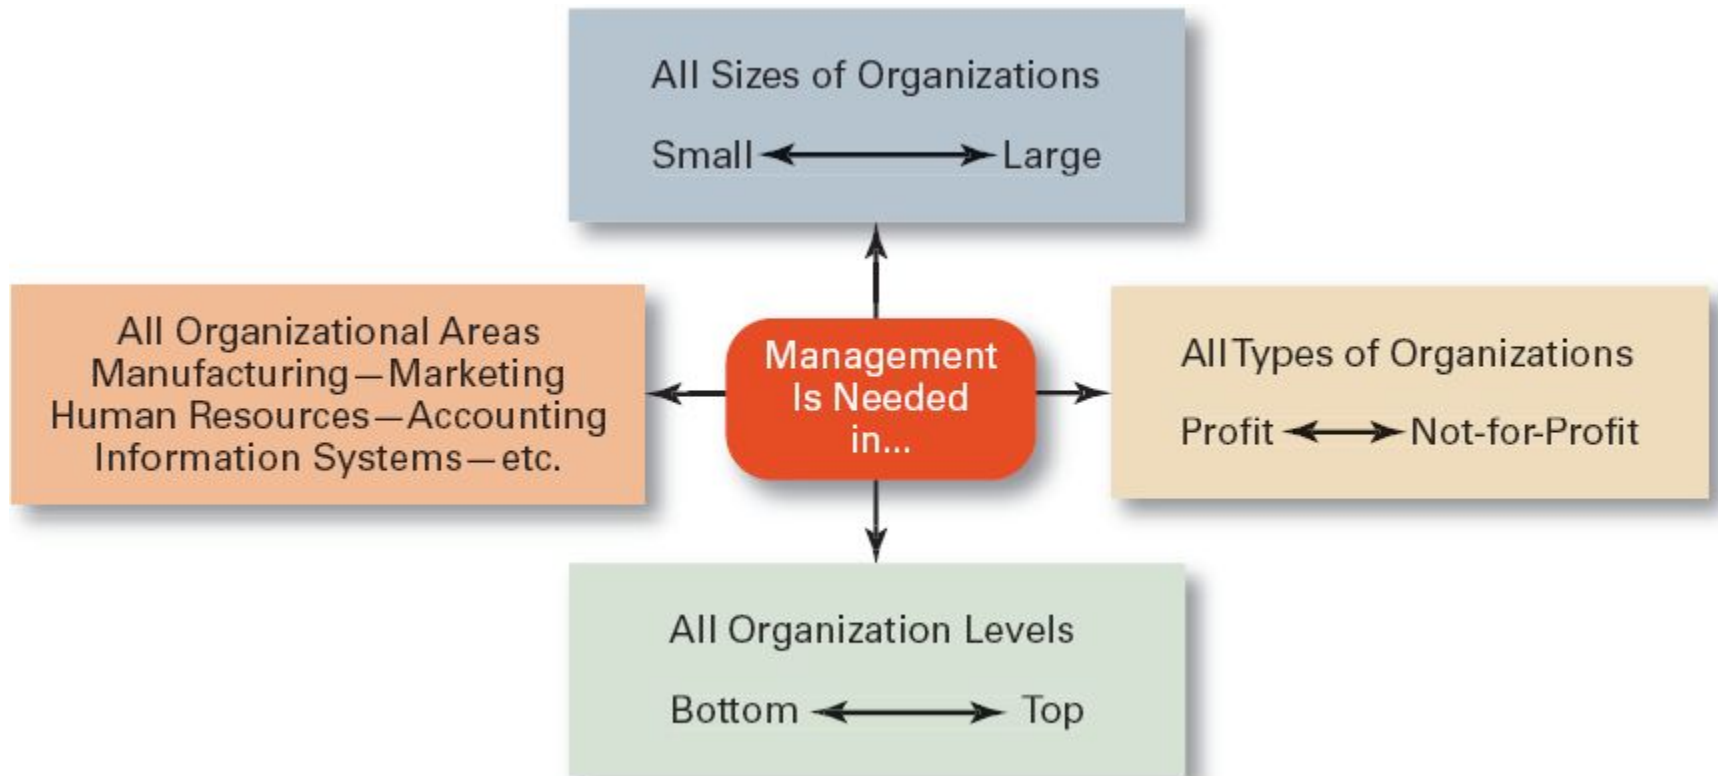 All Sizes of Organizations
Small Large
All Organizational Areas
Manufacturing—Marketing
Human Resources—Accounting
Information Systems—etc.
Management
Is Needed
in...
All Types of Organizations
Profit Not-for-Profit
All Organization Levels
Bottom Top